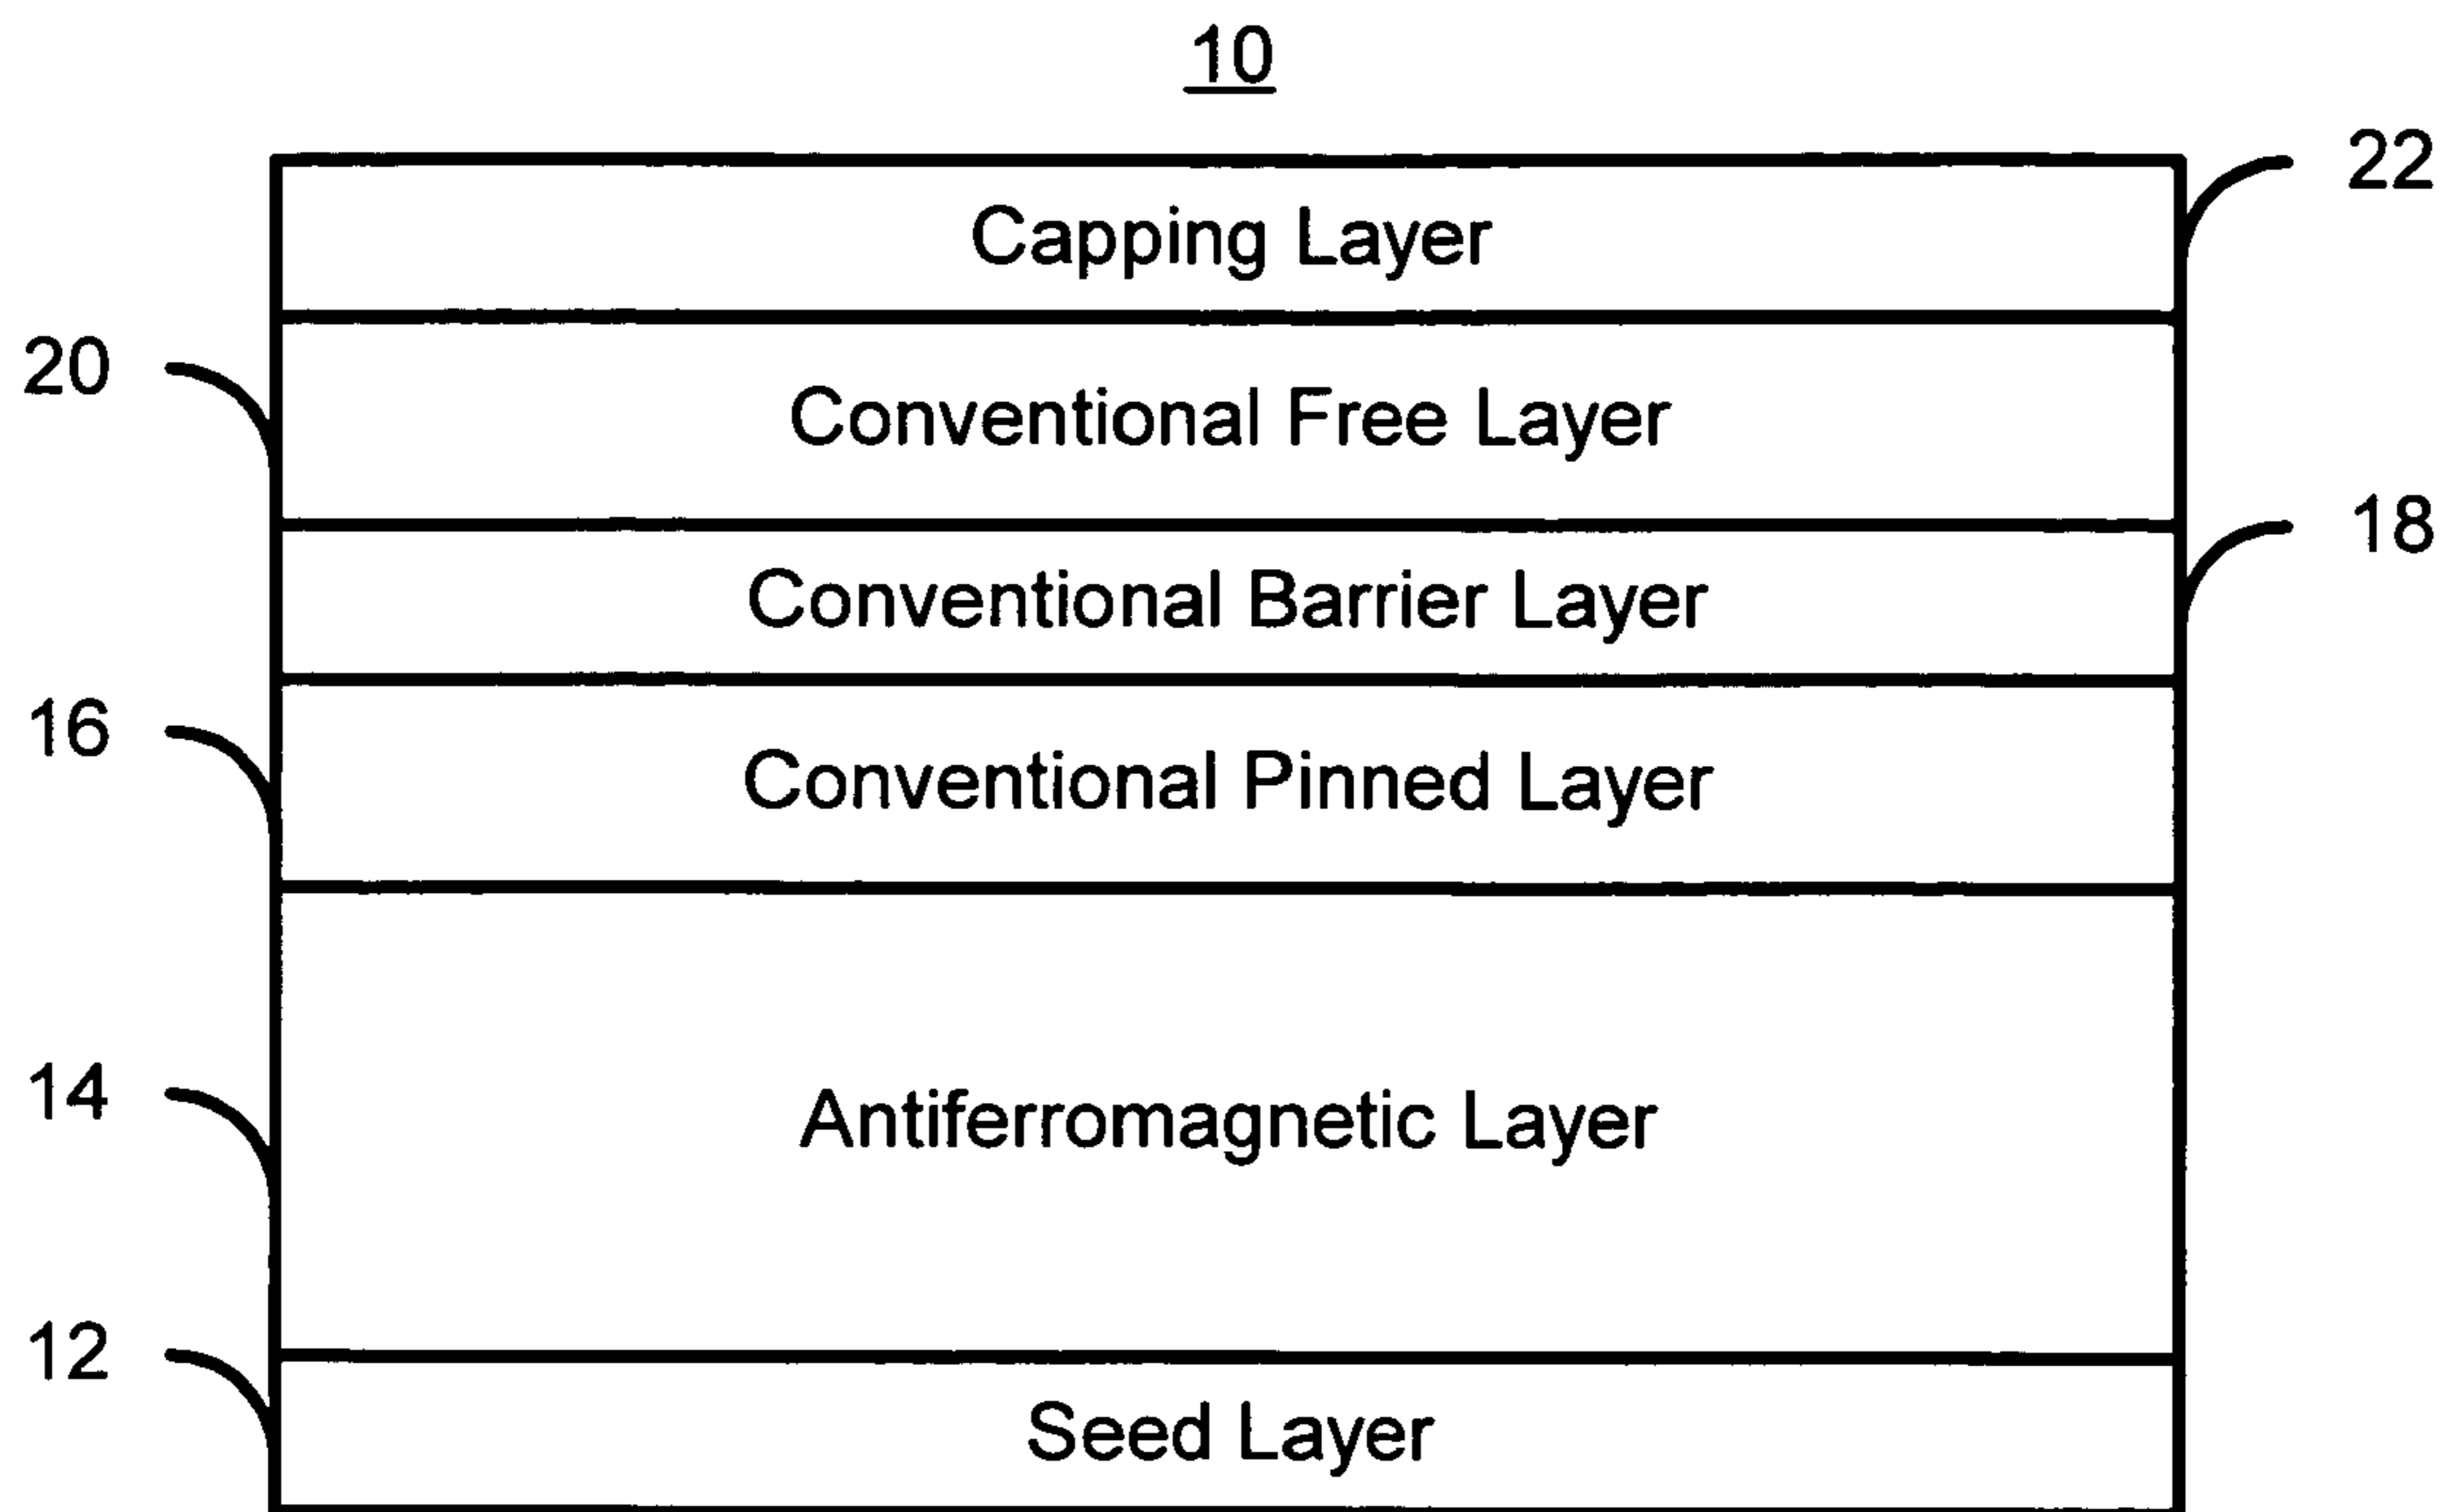 10
22
Capping Layer
20
Conventional Free Layer
18
Conventional Barrier Layer
16
Conventional Pinned Layer
14
Antiferromagnetic Layer
12
Seed Layer